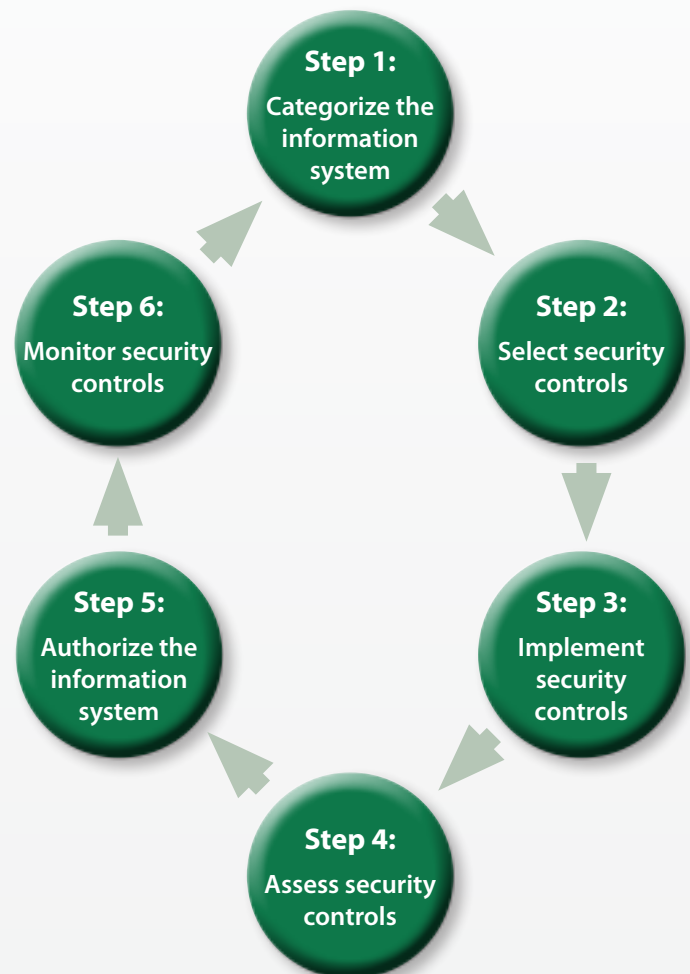 Step 1:
Categorize the
information
system
Step 2:
Select security
controls
Step 3:
Implement
security
controls
Step 4:
Assess security
controls
Step 5:
Authorize the
information
system
Step 6:
Monitor security
controls